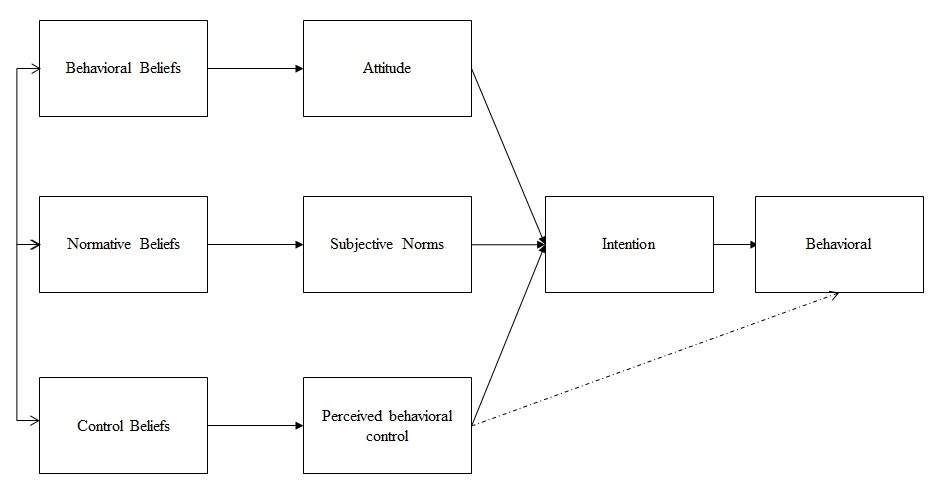 Behavioral Beliefs
Attitude
Normative Beliefs
Subjective Norms
Intention
Behavioral
Control Beliefs
Perceived behavioral
control